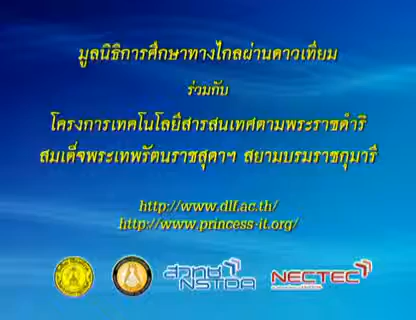 มูลนิธิการศึกษาทางไกลผ่านดาวเทียม
ร่วมกับ
โครงการเทคโนโลยีสารสนเทศตามพระราชดำริ
สมเด็จพระเทพรัตนราชสุดาฯ สยามบรมราชกุมารี
http://www.dlf.ac.th/
http://www.princess-it.org/
สวทช NECTEC
NSTDA